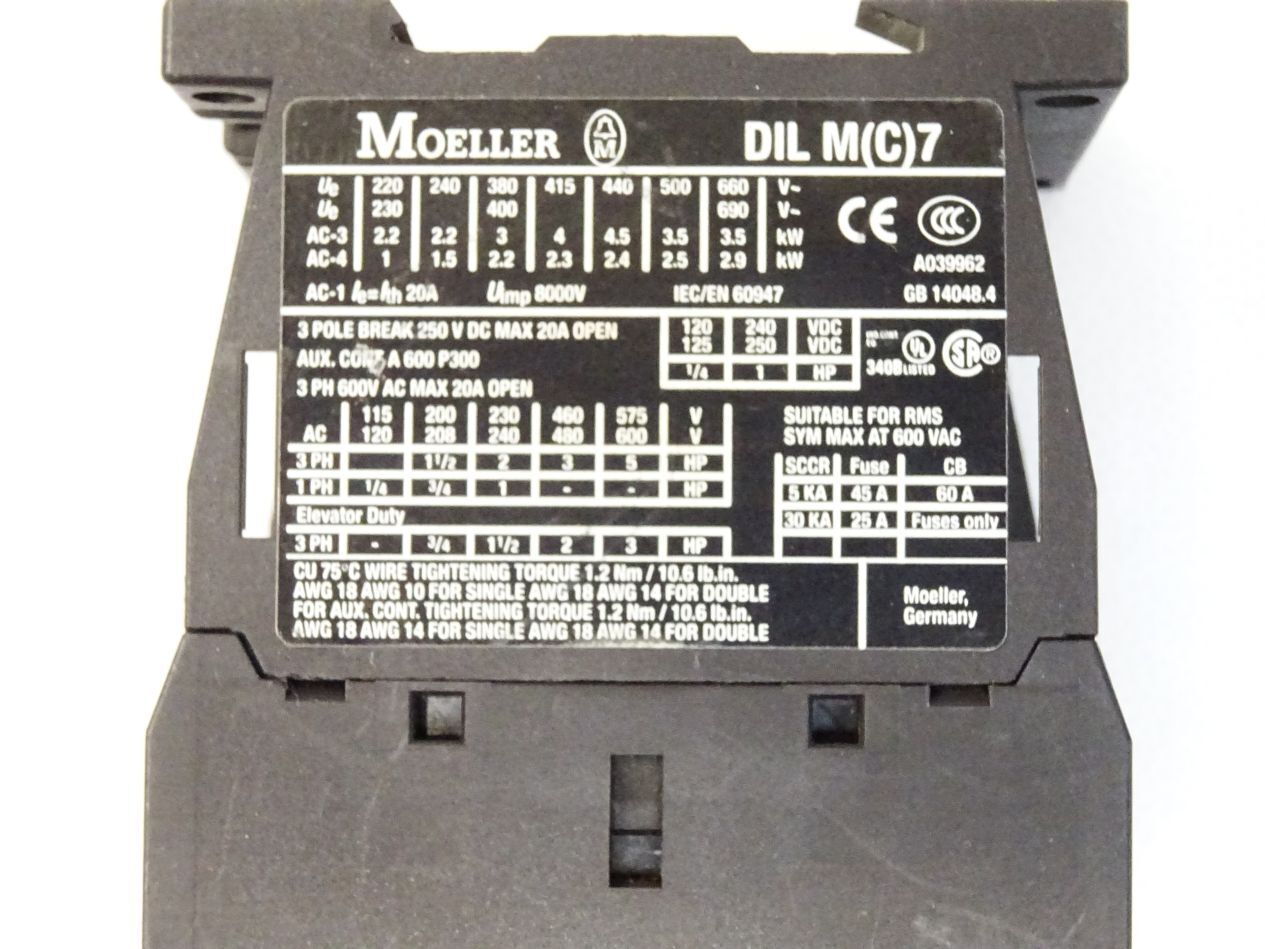 MOELLER M DIL M(C)7
Ue 220 240 380 415 440 500 660 V~
Ue 230 400 690 V~
AC-3 2.2 2.2 3 4 4.5 3.5 3.5 kW
AC-4 1 1.5 2.2 2.3 2.4 2.5 2.9 kW
CE CCC
A039962
AC-1 Ie=Ith 20A Uimp 8000V IEC/EN 60947 GB 14048.4
3 POLE BREAK 250 V DC MAX 20A OPEN
AUX. CONT. A 600 P300
3 PH 600V AC MAX 20A OPEN
120 240 VDC
125 250 VDC
1/4 1 HP
IND.CONT.
UL SA®
340B LISTED
115 200 230 460 575 V
AC 120 208 240 480 600 V
3 PH 1 1/2 2 3 5 HP
1 PH 1/4 3/4 1 - - HP
Elevator Duty
3 PH - 3/4 1 1/2 2 3 HP
SUITABLE FOR RMS
SYM MAX AT 600 VAC
SCCR Fuse CB
5 KA 45 A 60 A
30 KA 25 A Fuses only
CU 75°C WIRE TIGHTENING TORQUE 1.2 Nm / 10.6 lb.in.
AWG 18 AWG 10 FOR SINGLE AWG 18 AWG 14 FOR DOUBLE
FOR AUX. CONT. TIGHTENING TORQUE 1.2 Nm / 10.6 lb.in.
AWG 18 AWG 14 FOR SINGLE AWG 18 AWG 14 FOR DOUBLE
Moeller,
Germany